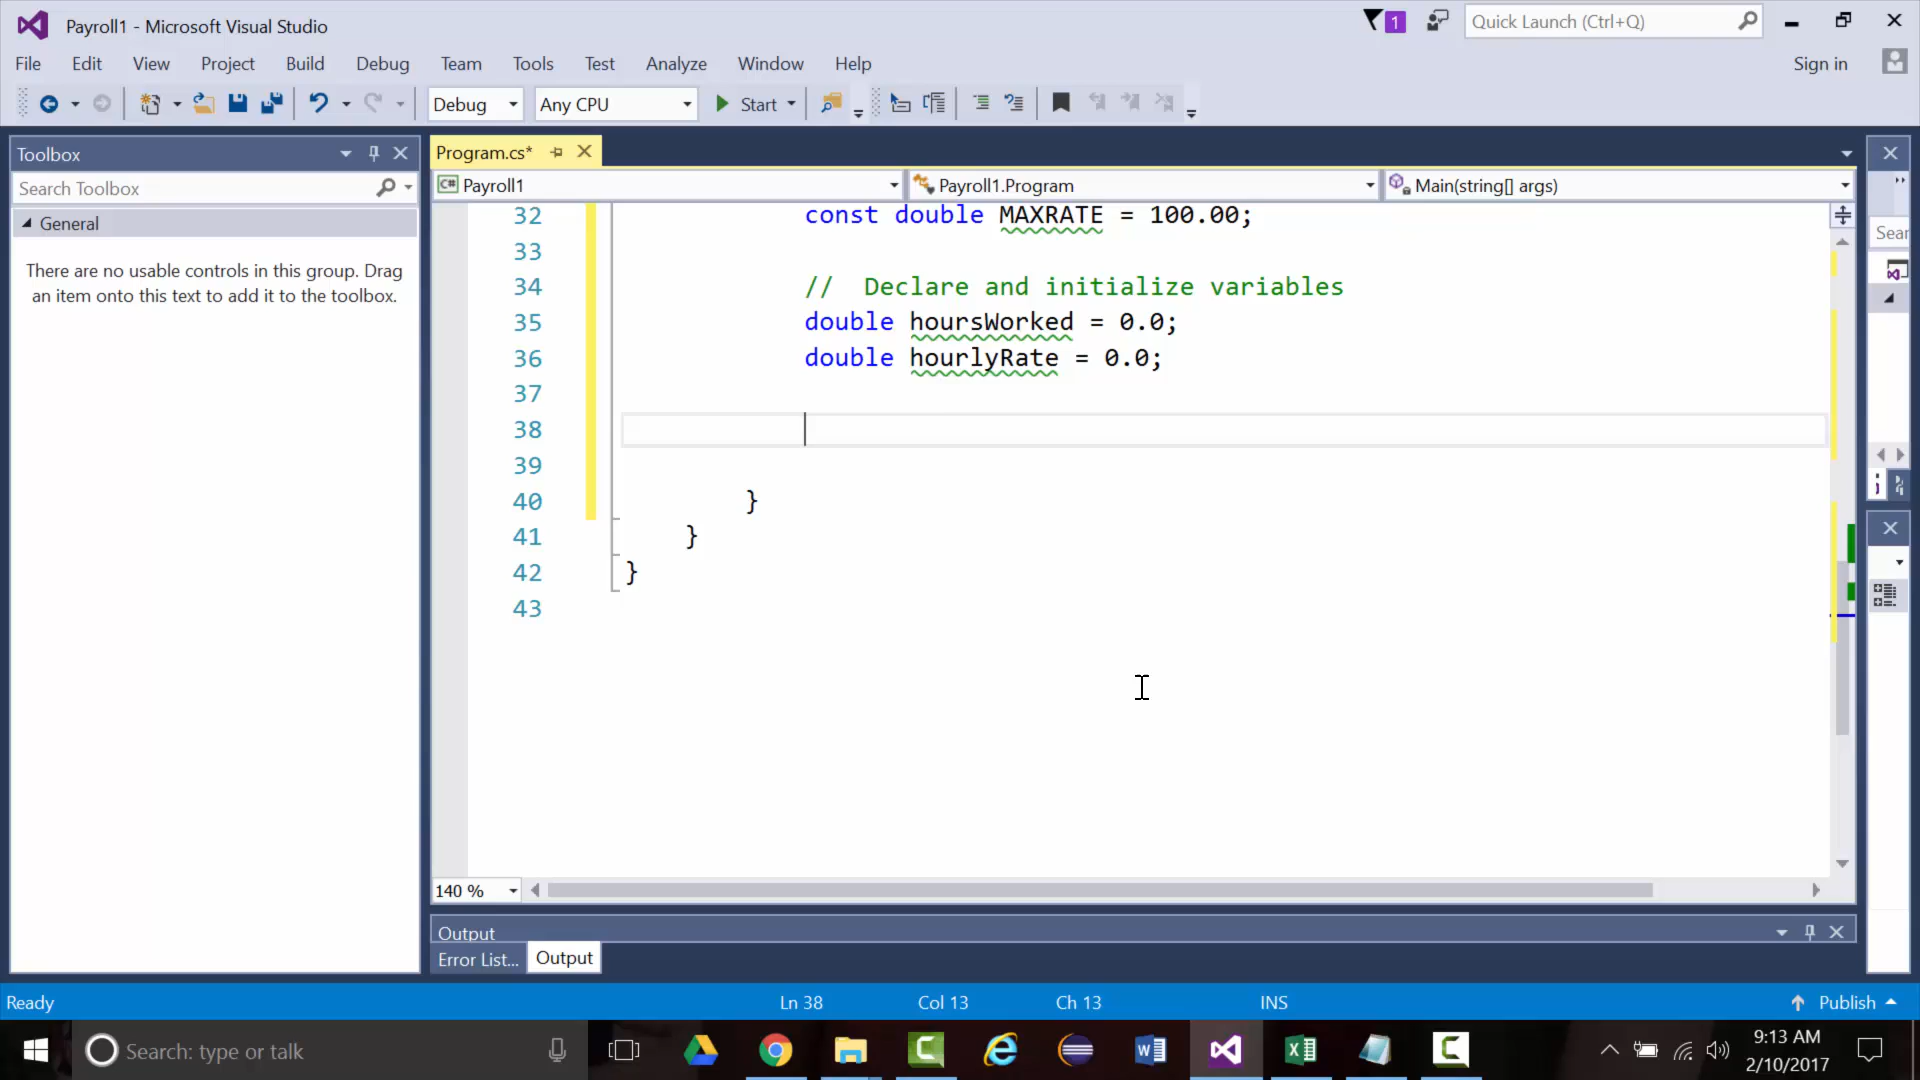 Payroll1 - Microsoft Visual Studio
1
Quick Launch (Ctrl+Q)
File Edit View Project Build Debug Team Tools Test Analyze Window Help
Sign in
Debug Any CPU Start
Toolbox
Program.cs*
Search Toolbox
Payroll1
Payroll1.Program
Main(string[] args)
General
There are no usable controls in this group. Drag
an item onto this text to add it to the toolbox.
32 const double MAXRATE = 100.00;
33
34 // Declare and initialize variables
35 double hoursWorked = 0.0;
36 double hourlyRate = 0.0;
37
38
39
40 }
41 }
42 }
43
Sear
140 %
Output
Error List... Output
Ready Ln 38 Col 13 Ch 13 INS Publish
Search: type or talk
9:13 AM
2/10/2017